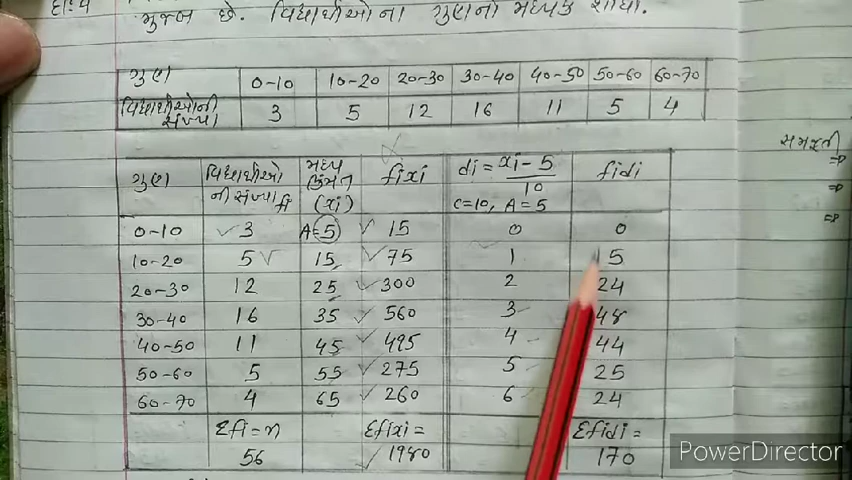 દા:4
મુજબ છે. વિદ્યાર્થીઓના ગુણનો મધ્યક શોધો.
ગુણ 0-10 10-20 20-30 30-40 40-50 50-60 60-70
વિદ્યાર્થીઓની સંખ્યા 3 5 12 16 11 5 4
સમજૂતી
ગુણ વિદ્યાર્થીઓની સંખ્યા fi મધ્ય કિંમત (xi) fixi di = xi-5/10 c=10, A=5 fidi
0-10 3 A=5 15 0 0
10-20 5 15 75 1 5
20-30 12 25 300 2 24
30-40 16 35 560 3 48
40-50 11 45 495 4 44
50-60 5 55 275 5 25
60-70 4 65 260 6 24
Σfi=n Σfixi= Σfidi=
56 1980 170
PowerDirector